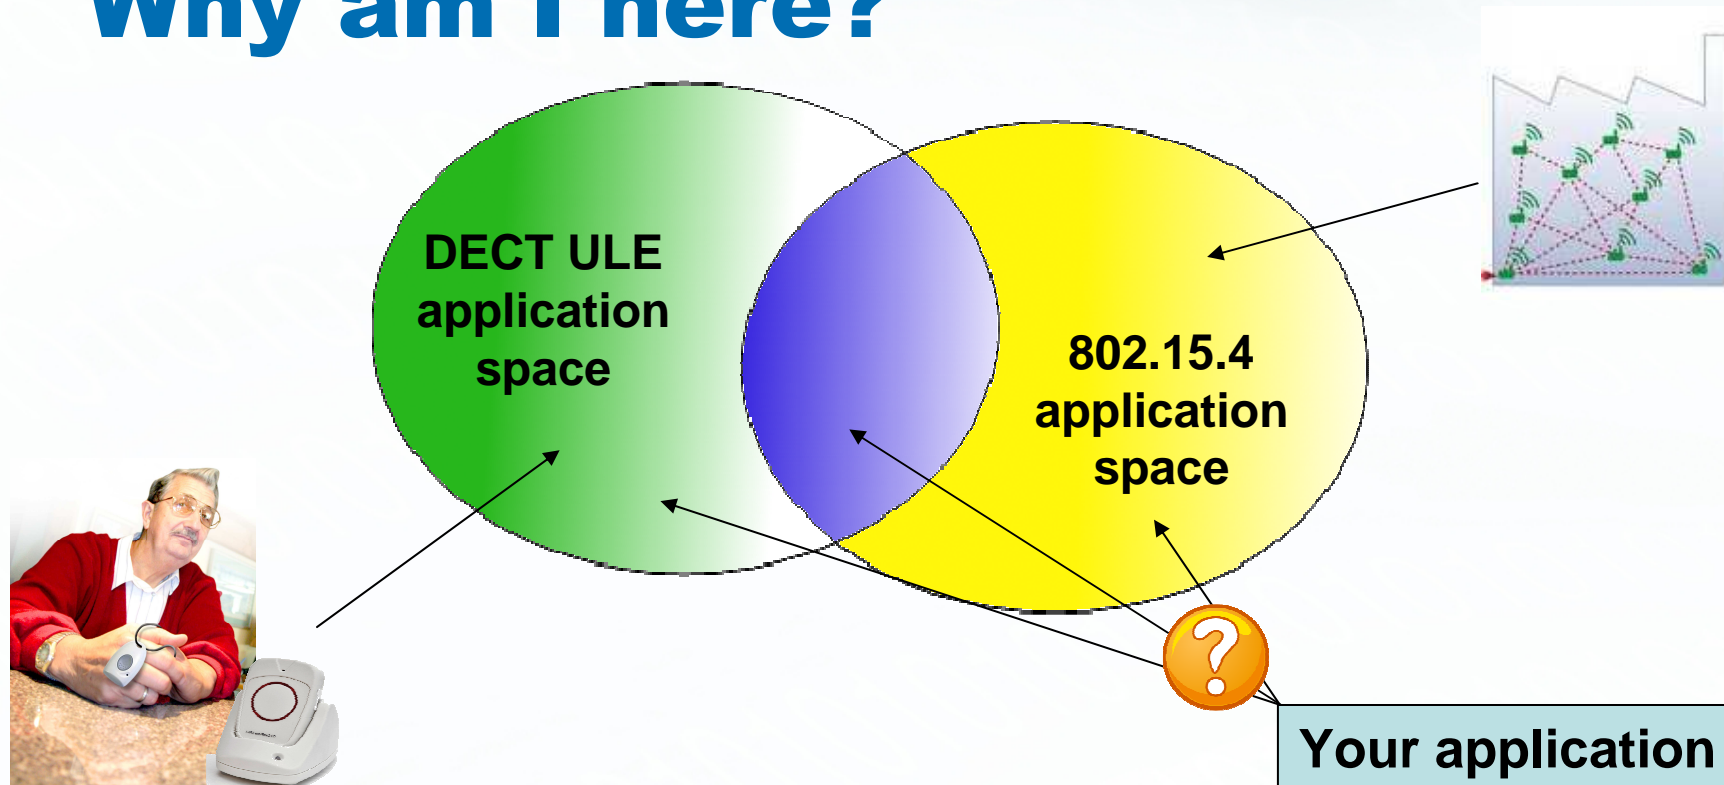 Why am I here?
DECT ULE
application
space
802.15.4
application
space
Your application